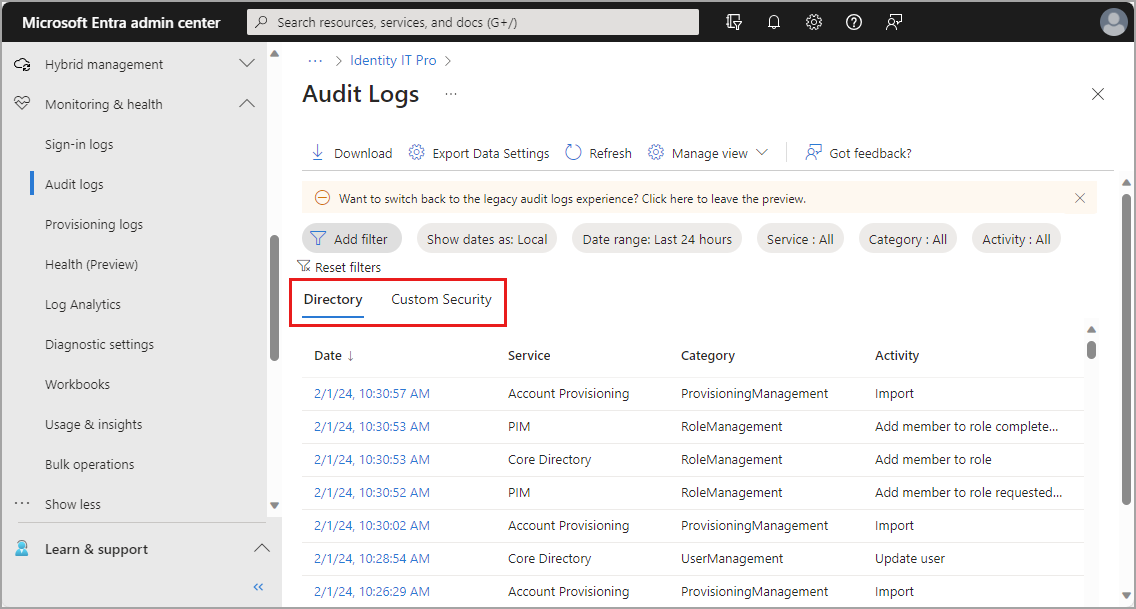 Microsoft Entra admin center
Search resources, services, and docs (G+/)
Hybrid management
Monitoring & health
Sign-in logs
Audit logs
Provisioning logs
Health (Preview)
Log Analytics
Diagnostic settings
Workbooks
Usage & insights
Bulk operations
Show less
Learn & support
Identity IT Pro
Audit Logs
Download Export Data Settings Refresh Manage view Got feedback?
Want to switch back to the legacy audit logs experience? Click here to leave the preview.
Add filter Show dates as: Local Date range: Last 24 hours Service : All Category : All Activity : All
Reset filters
Directory Custom Security
Date ↓ Service Category Activity
2/1/24, 10:30:57 AM Account Provisioning ProvisioningManagement Import
2/1/24, 10:30:53 AM PIM RoleManagement Add member to role complete...
2/1/24, 10:30:53 AM Core Directory RoleManagement Add member to role
2/1/24, 10:30:52 AM PIM RoleManagement Add member to role requested...
2/1/24, 10:30:02 AM Account Provisioning ProvisioningManagement Import
2/1/24, 10:28:54 AM Core Directory UserManagement Update user
2/1/24, 10:26:29 AM Account Provisioning ProvisioningManagement Import